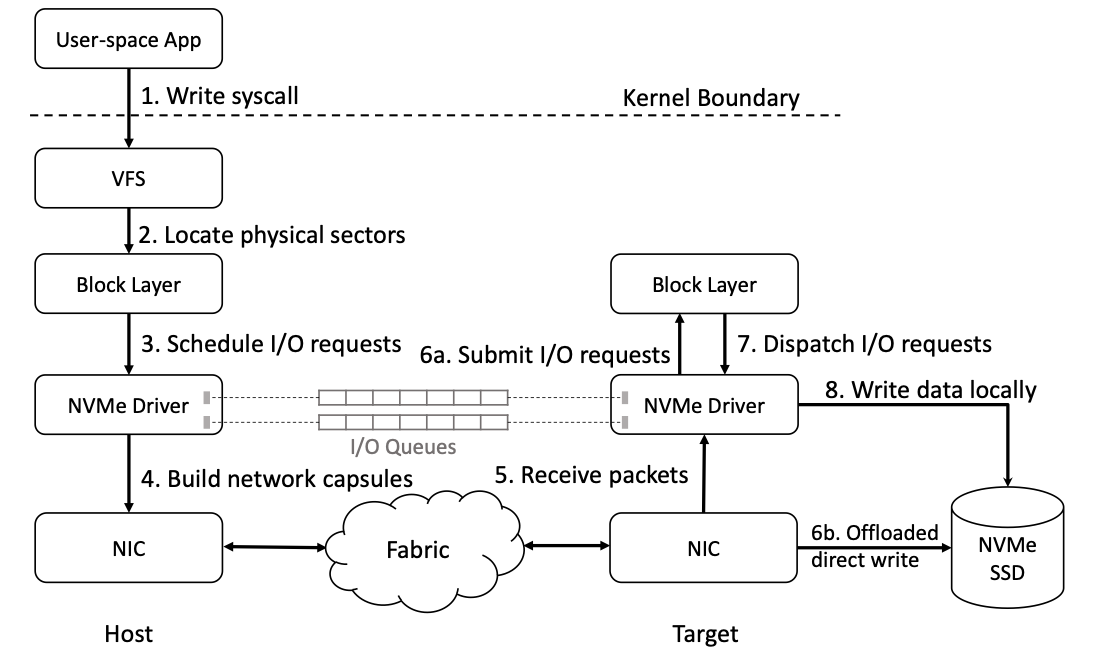 User-space App
1. Write syscall
Kernel Boundary
VFS
2. Locate physical sectors
Block Layer
Block Layer
3. Schedule I/O requests
6a. Submit I/O requests
7. Dispatch I/O requests
NVMe Driver
NVMe Driver
8. Write data locally
I/O Queues
4. Build network capsules
5. Receive packets
NIC
Fabric
NIC
6b. Offloaded
direct write
NVMe
SSD
Host
Target